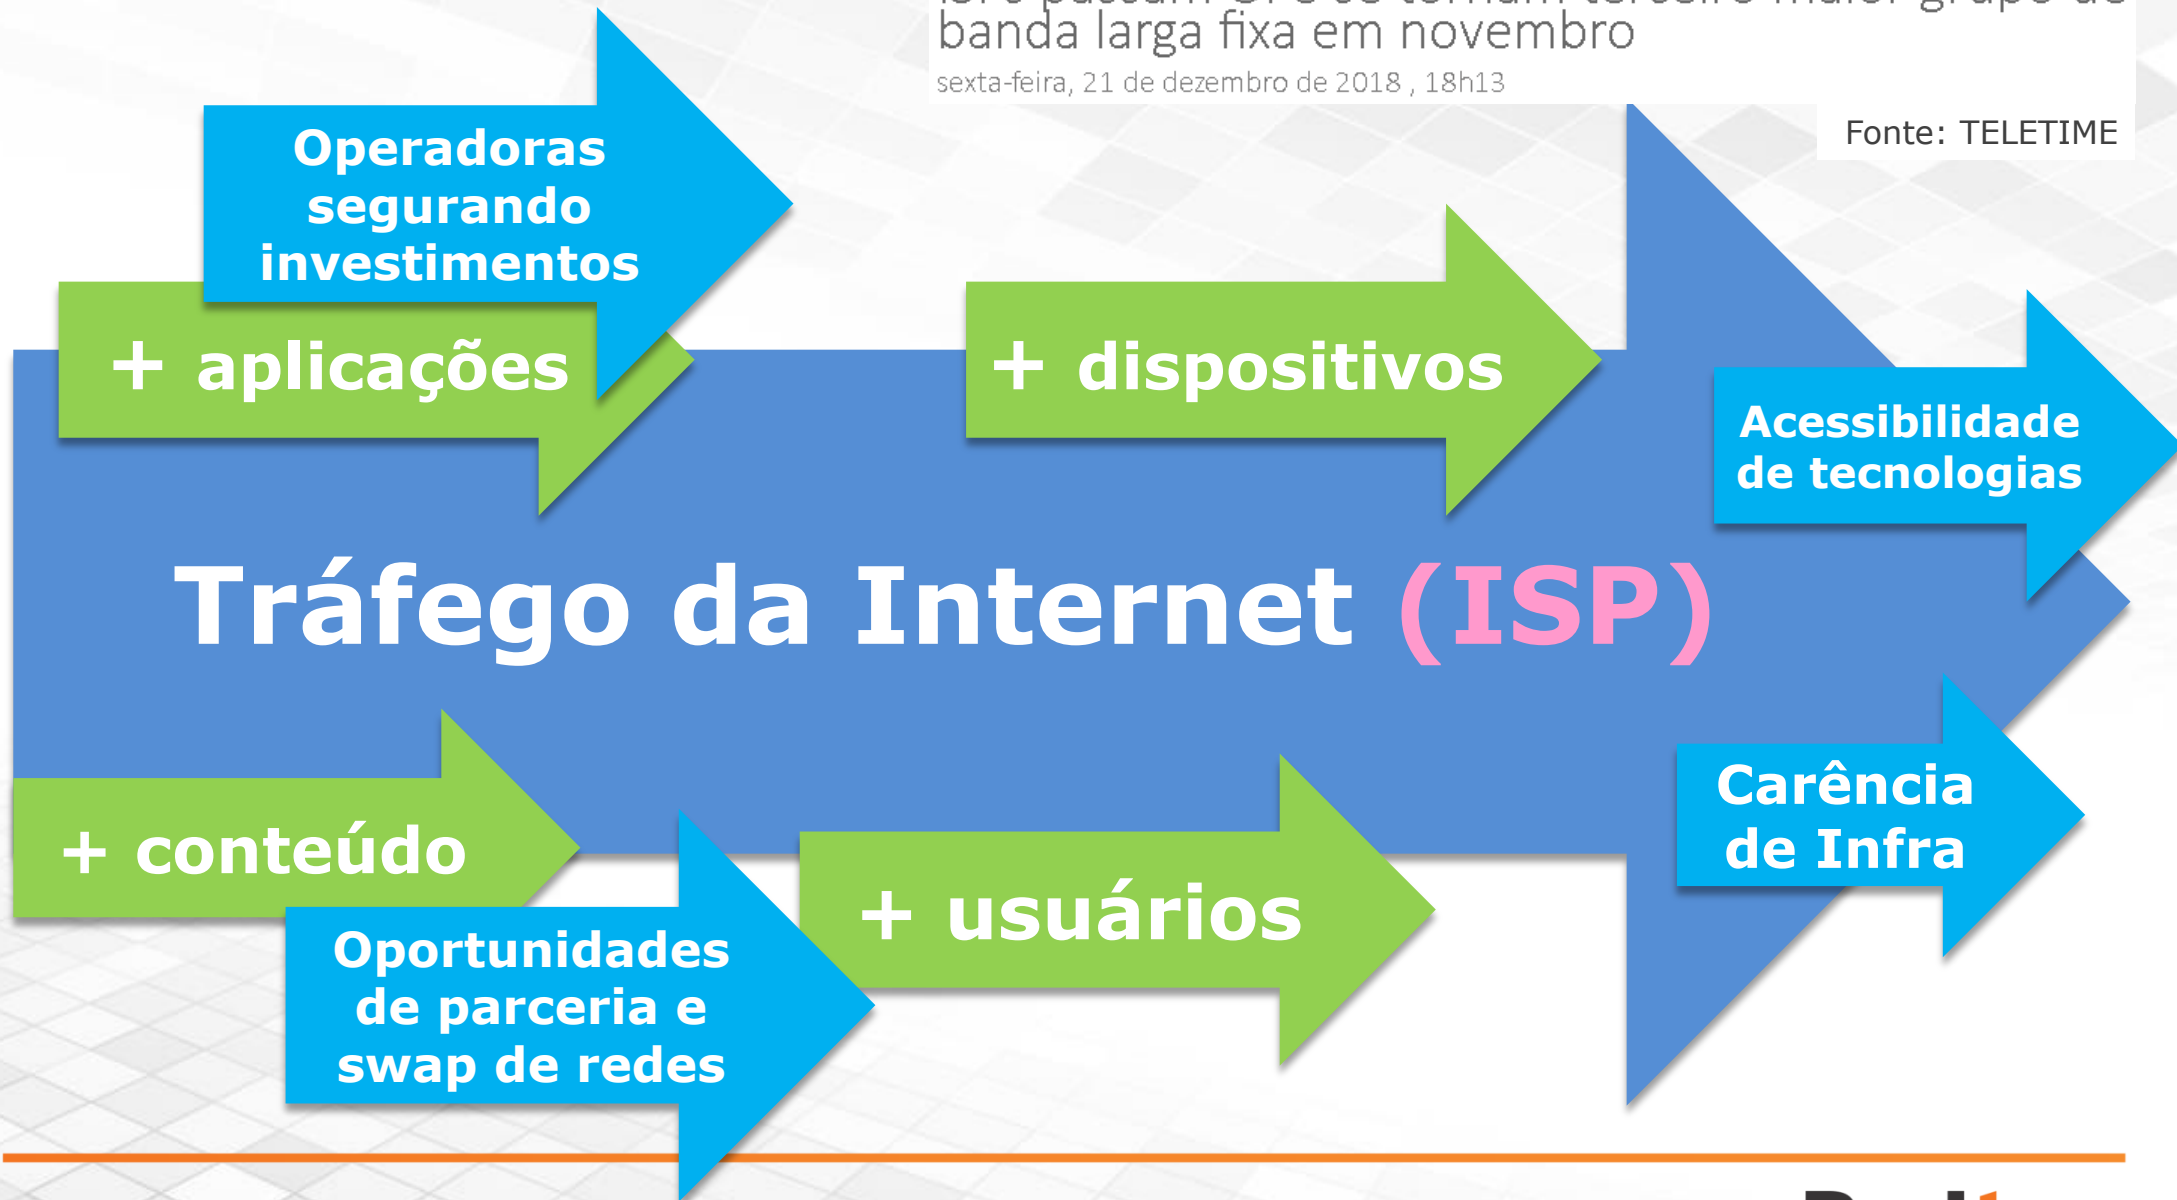 banda larga fixa em novembro
sexta-feira, 21 de dezembro de 2018 , 18h13
Fonte: TELETIME
Operadoras
segurando
investimentos
+ aplicações
+ dispositivos
Acessibilidade
de tecnologias
Tráfego da Internet (ISP)
Carência
de Infra
+ conteúdo
+ usuários
Oportunidades
de parceria e
swap de redes